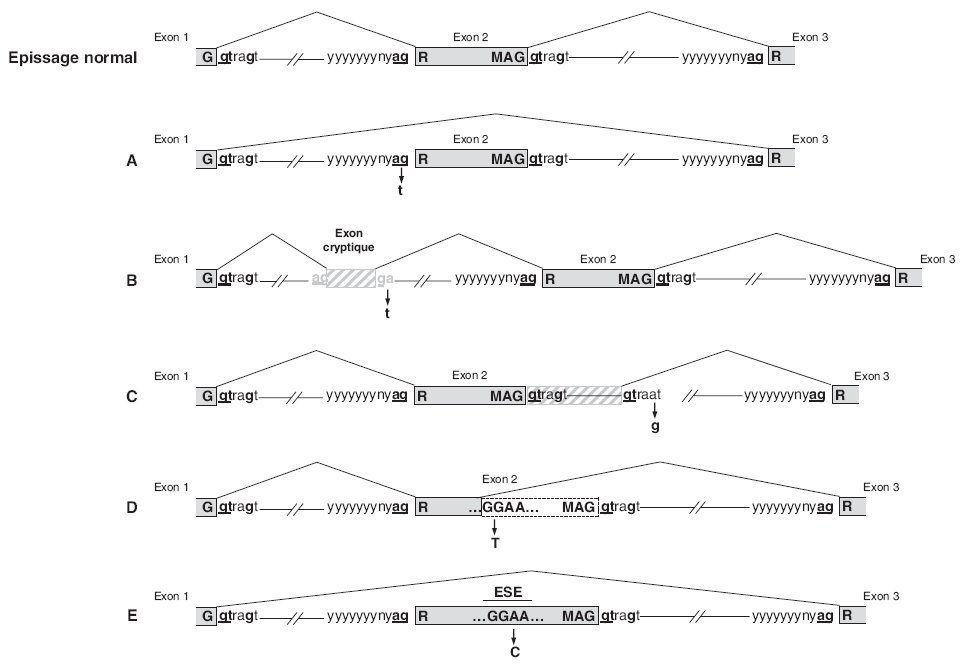 Exon 1 Exon 2 Exon 3
Epissage normal G gtragt // yyyyyyynyag R MAG gtragt // yyyyyyynyag R
Exon 1 Exon 2 Exon 3
A G gtragt // yyyyyyynyag R MAG gtragt // yyyyyyynyag R
t
Exon
cryptique
Exon 1 Exon 2 Exon 3
B G gtragt // ag ga // yyyyyyynyag R MAG gtragt // yyyyyyynyag R
t
Exon 1 Exon 2 Exon 3
C G gtragt // yyyyyyynyag R MAG gtragt gtraat // yyyyyyynyag R
g
Exon 1 Exon 2 Exon 3
D G gtragt // yyyyyyynyag R ...GGAA... MAG gtragt // yyyyyyynyag R
T
Exon 1 ESE Exon 3
E G gtragt // yyyyyyynyag R ...GGAA... MAG gtragt // yyyyyyynyag R
C